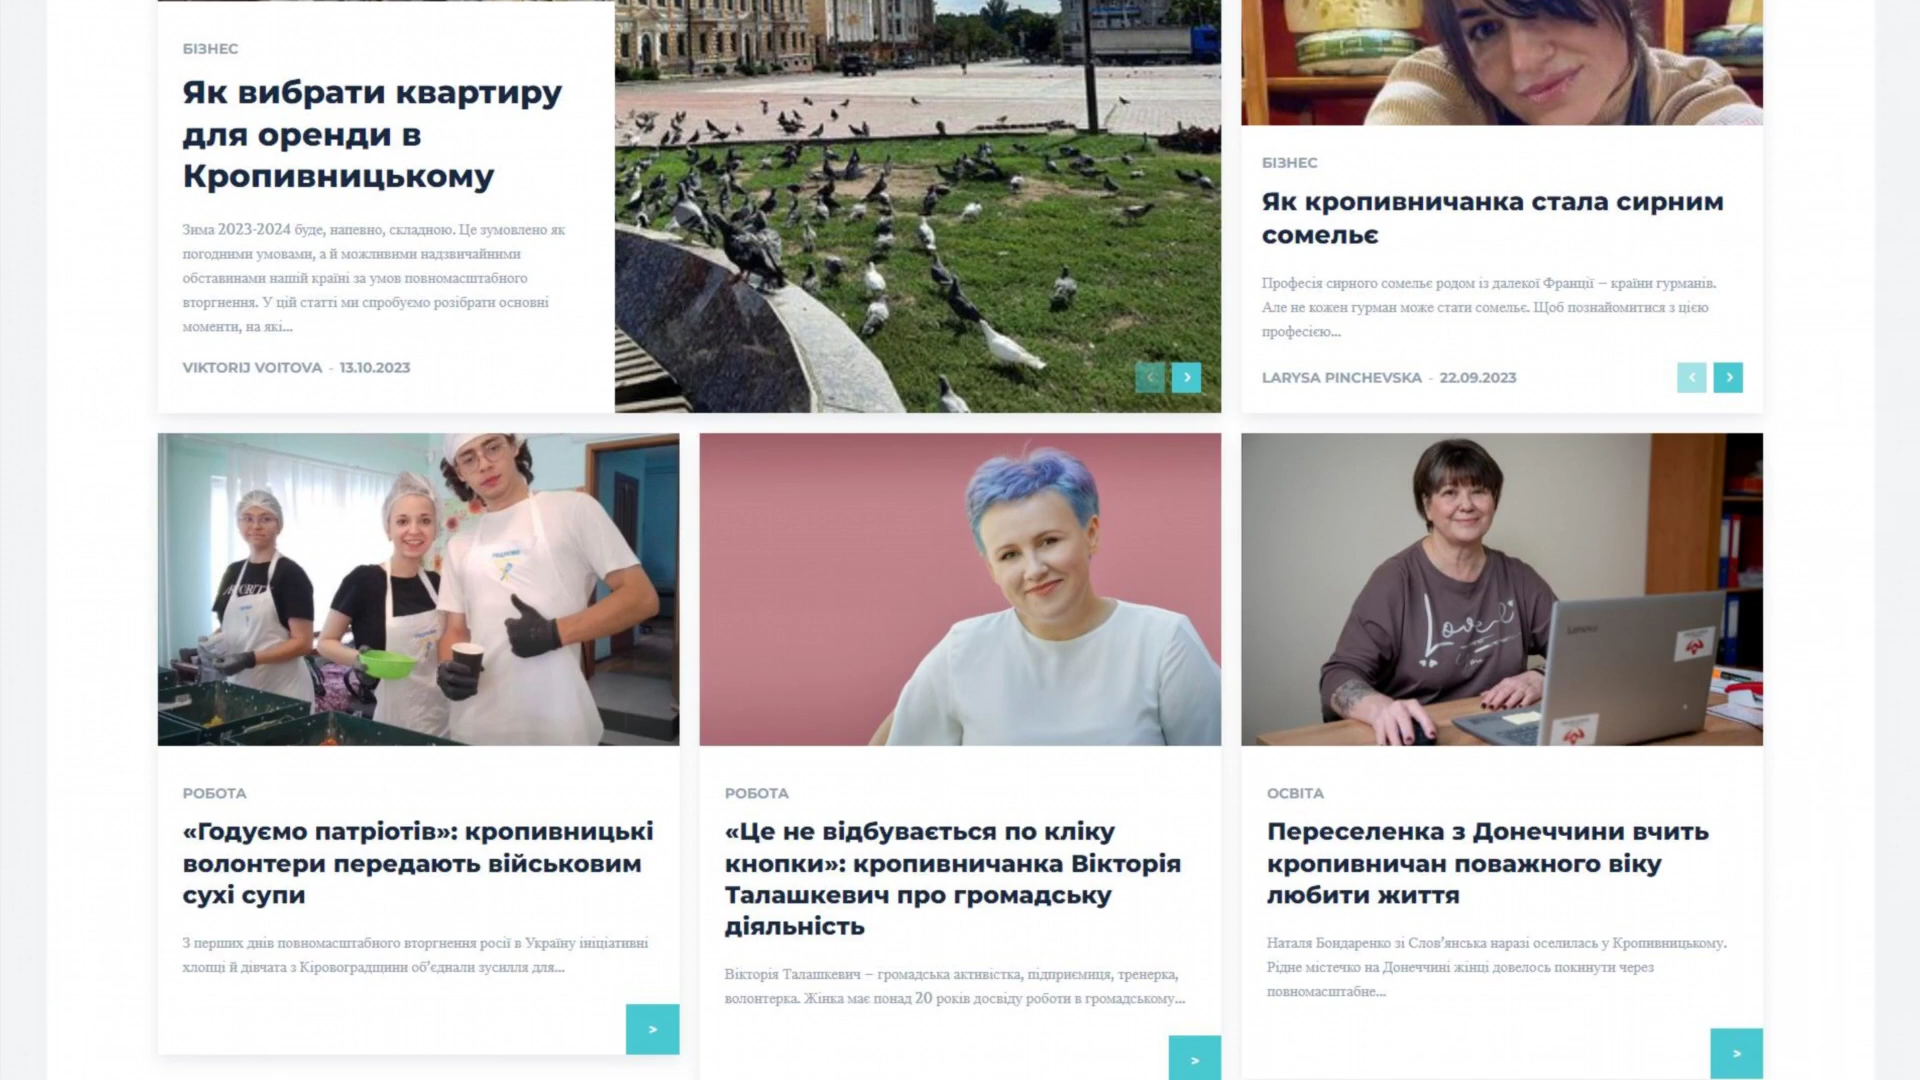 БІЗНЕС
Як вибрати квартиру
для оренди в
Кропивницькому
Зима 2023-2024 буде, напевно, складною. Це зумовлено як
погодними умовами, а й можливими надзвичайними
обставинами нашій країні за умов повномасштабного
вторгнення. У цій статті ми спробуємо розібрати основні
моменти, на які...
VIKTORIJ VOITOVA - 13.10.2023
БІЗНЕС
Як кропивничанка стала сирним
сомельє
Професія сирного сомельє родом із далекої Франції – країни гурманів.
Але не кожен гурман може стати сомельє. Щоб познайомитися з цією
професією...
LARYSA PINCHEVSKA - 22.09.2023
РОБОТА
«Годуємо патріотів»: кропивницькі
волонтери передають військовим
сухі супи
З перших днів повномасштабного вторгнення росії в Україну ініціативні
хлопці й дівчата з Кіровоградщини об’єднали зусилля для...
>
РОБОТА
«Це не відбувається по кліку
кнопки»: кропивничанка Вікторія
Талашкевич про громадську
діяльність
Вікторія Талашкевич – громадська активістка, підприємиця, тренерка,
волонтерка. Жінка має понад 20 років досвіду роботи в громадському...
>
Lenovo
ОСВІТА
Переселенка з Донеччини вчить
кропивничан поважного віку
любити життя
Наталя Бондаренко зі Слов’янська наразі оселилась у Кропивницькому.
Рідне містечко на Донеччині жінці довелось покинути через
повномасштабне...
>